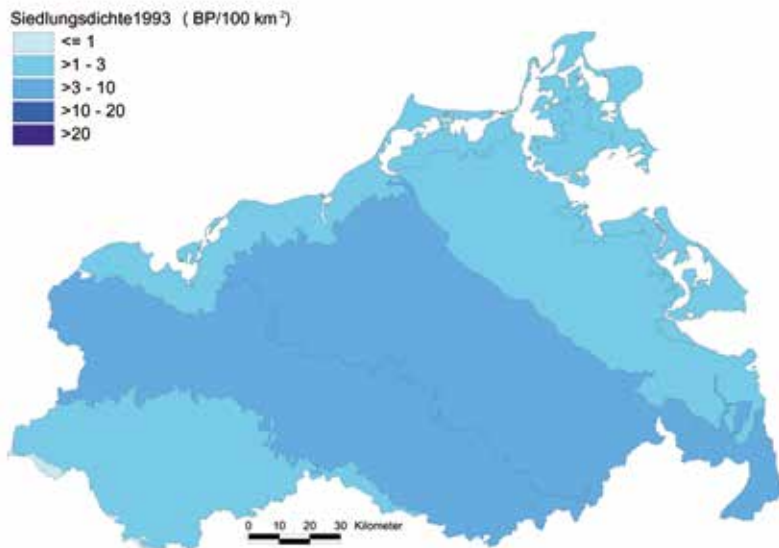 Siedlungsdichte1993 ( BP/100 km²)
<= 1
>1 - 3
>3 - 10
>10 - 20
>20
0 10 20 30 Kilometer